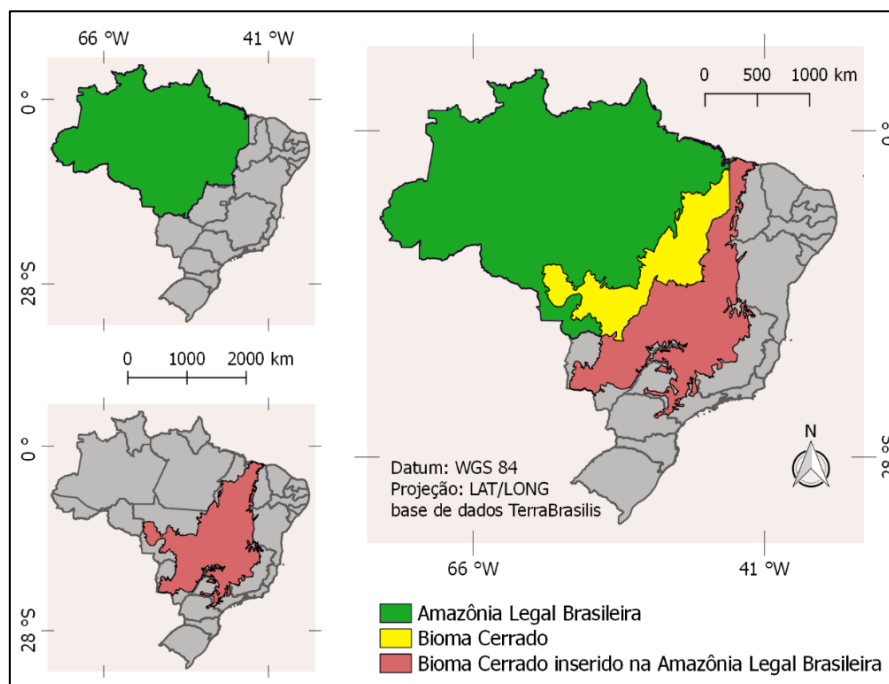 66 °W 41 °W
0°
28°S
0 1000 2000 km
0°
28°S
0 500 1000 km
0°
28°S
N
Datum: WGS 84
Projeção: LAT/LONG
base de dados TerraBrasilis
66 °W 41 °W
Amazônia Legal Brasileira
Bioma Cerrado
Bioma Cerrado inserido na Amazônia Legal Brasileira